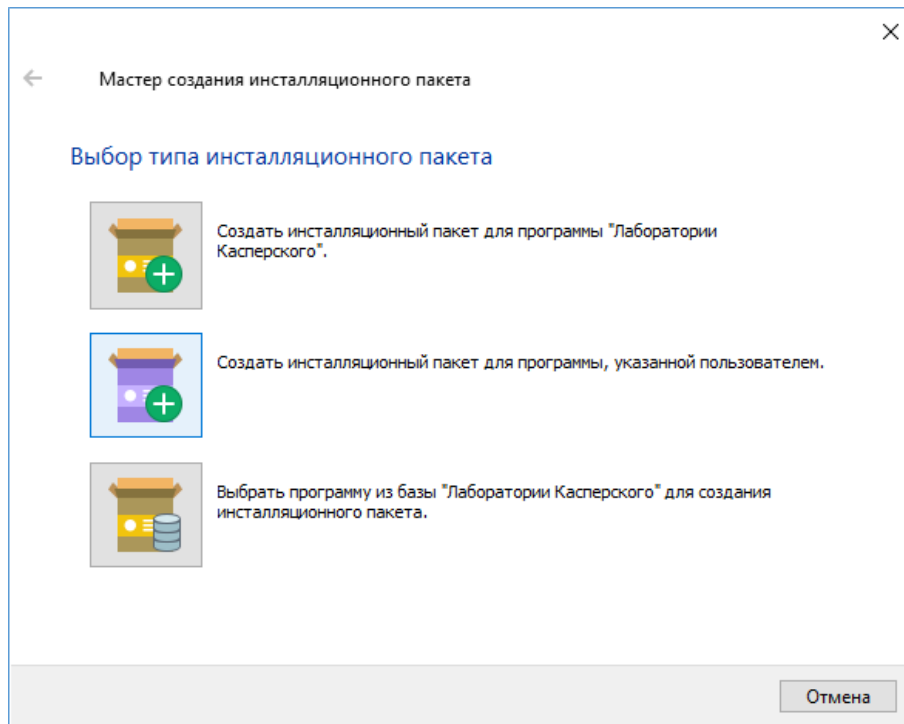 Мастер создания инсталляционного пакета
Выбор типа инсталляционного пакета
Создать инсталляционный пакет для программы "Лаборатории
Касперского".
Создать инсталляционный пакет для программы, указанной пользователем.
Выбрать программу из базы "Лаборатории Касперского" для создания
инсталляционного пакета.
Отмена